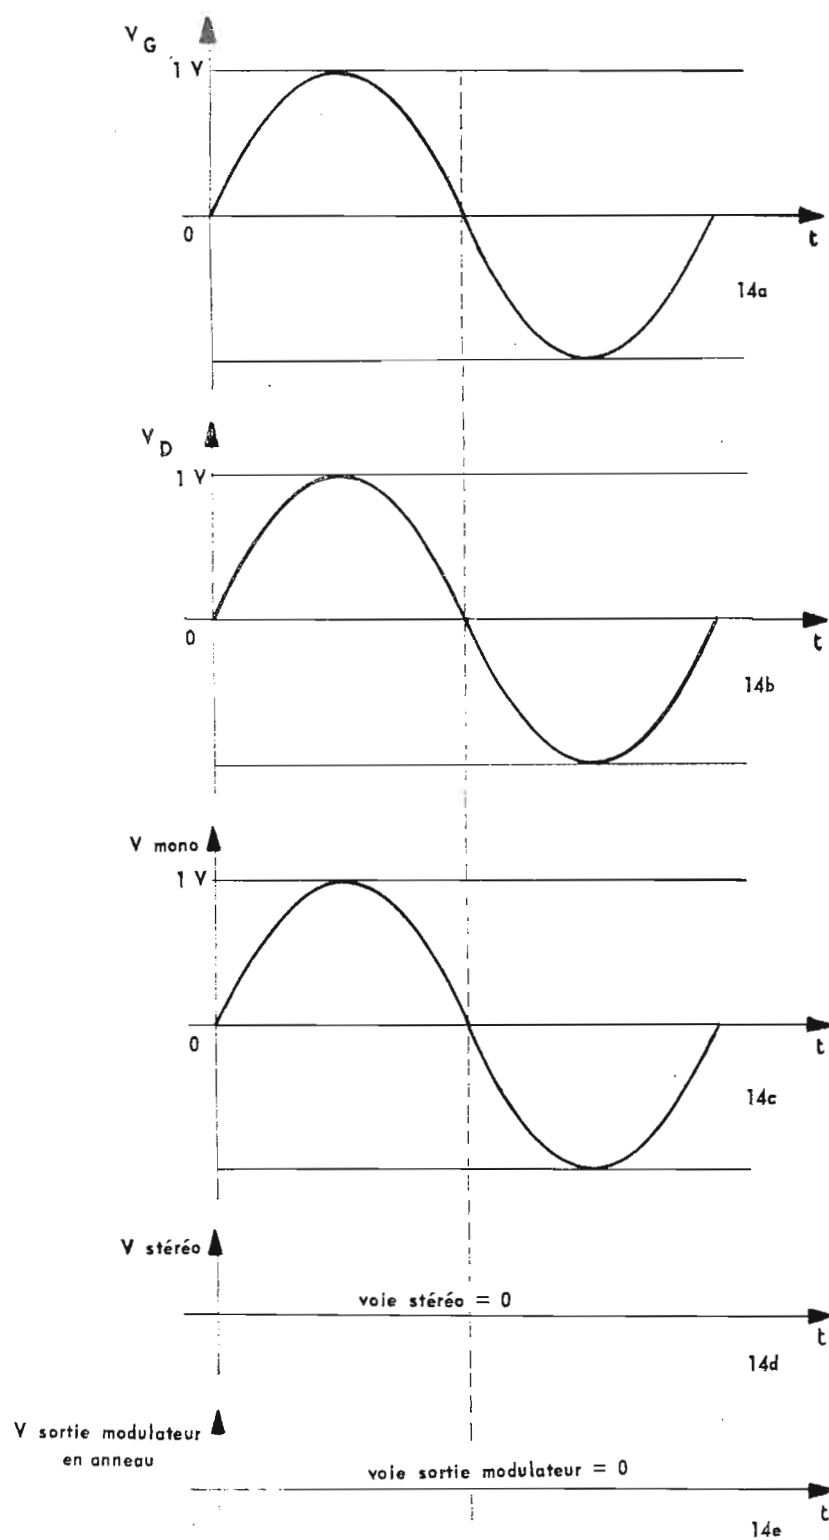 V G
1 V
0
t
14a
V D
1 V
0
t
14b
V mono
1 V
0
t
14c
V stéréo
voie stéréo = 0
t
14d
V sortie modulateur
en anneau
voie sortie modulateur = 0
t
14e